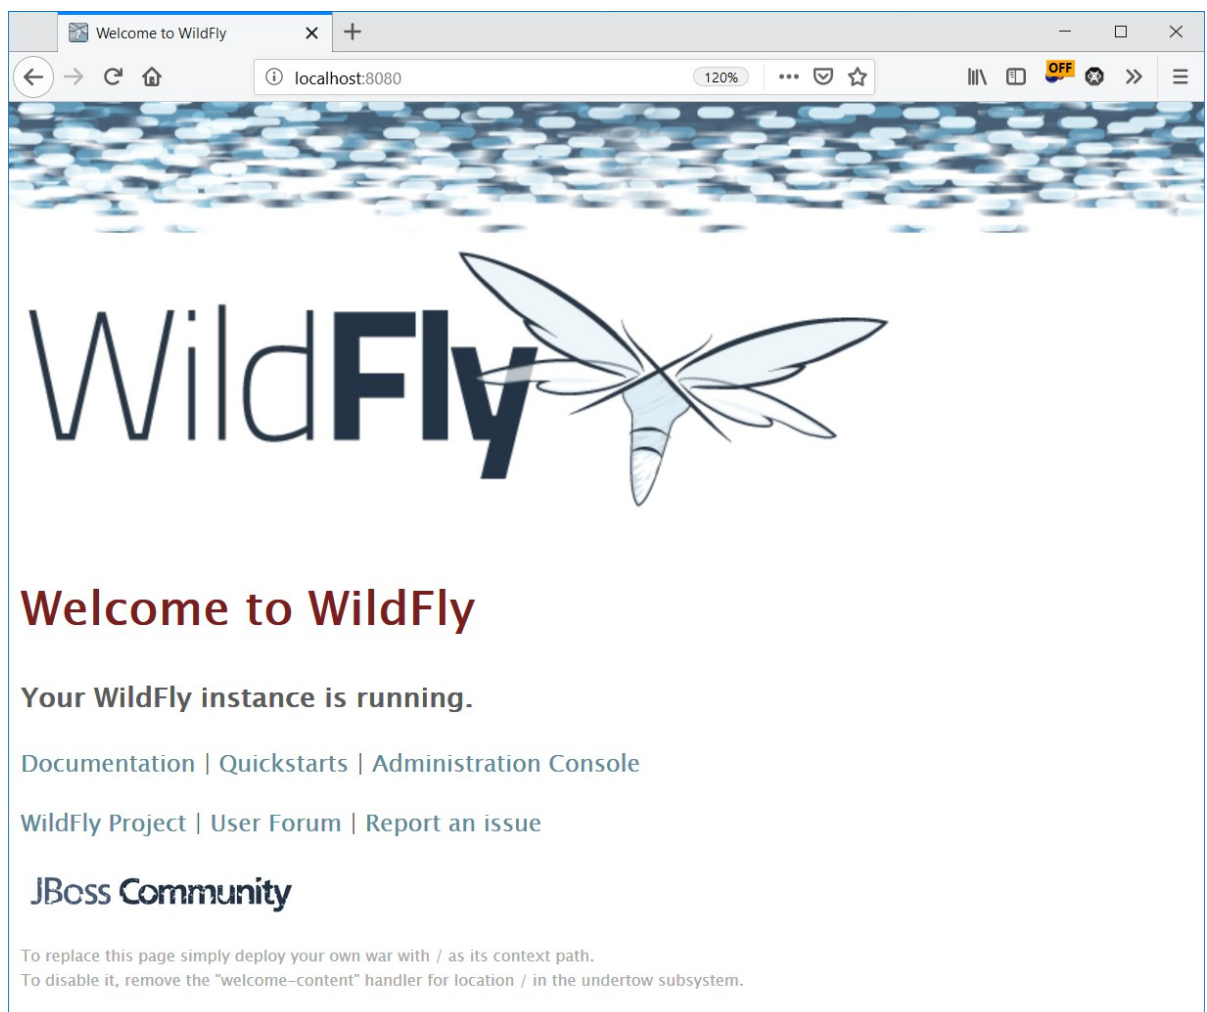 Welcome to WildFly
localhost:8080
120%
OFF
WildFly
Welcome to WildFly
Your WildFly instance is running.
Documentation | Quickstarts | Administration Console
WildFly Project | User Forum | Report an issue
JBoss Community
To replace this page simply deploy your own war with / as its context path.
To disable it, remove the "welcome-content" handler for location / in the undertow subsystem.